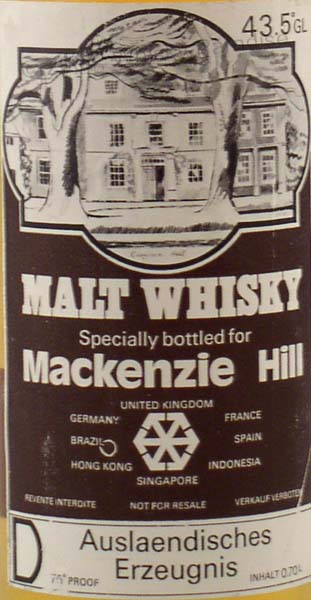 43.5°GL
MALT WHISKY
Specially bottled for
Mackenzie Hill
UNITED KINGDOM
GERMANY FRANCE
BRAZIL SPAIN
HONG KONG INDONESIA
SINGAPORE
REVENTE INTERDITE NOT FOR RESALE VERKAUF VERBOTEN
D Auslaendisches
Erzeugnis
75° PROOF INHALT 0.70L